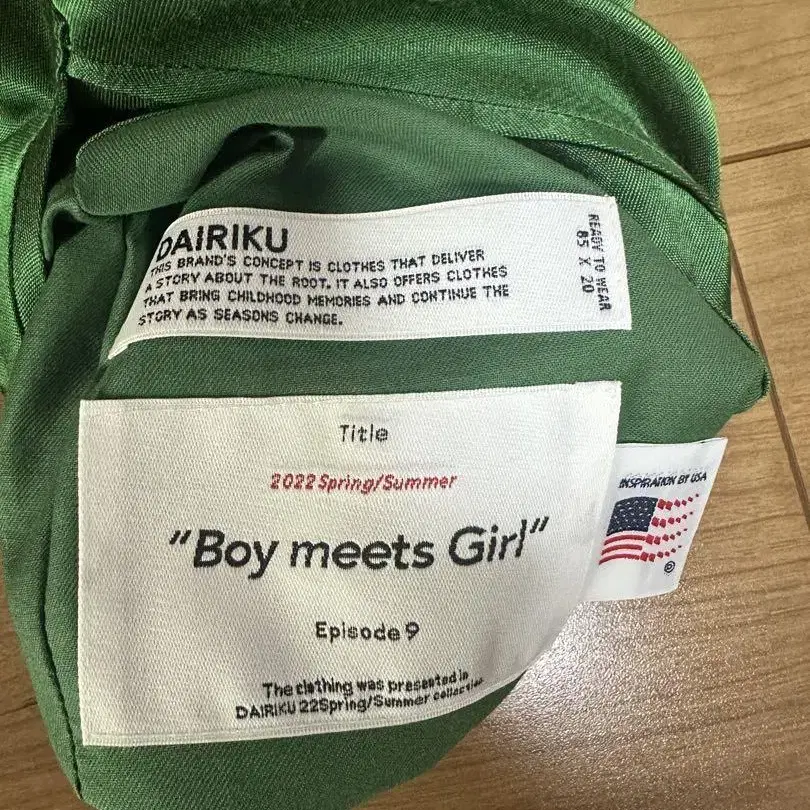 DAIRIKU
THIS BRAND'S CONCEPT IS CLOTHES THAT DELIVER
A STORY ABOUT THE ROOT. IT ALSO OFFERS CLOTHES
THAT BRING CHILDHOOD MEMORIES AND CONTINUE THE
STORY AS SEASONS CHANGE.
READY TO WEAR
85 X 20
Title
2022 Spring/Summer
"Boy meets Girl"
Episode 9
The clothing was presented in
DAIRIKU 22Spring/Summer collection
INSPIRATION BY USA